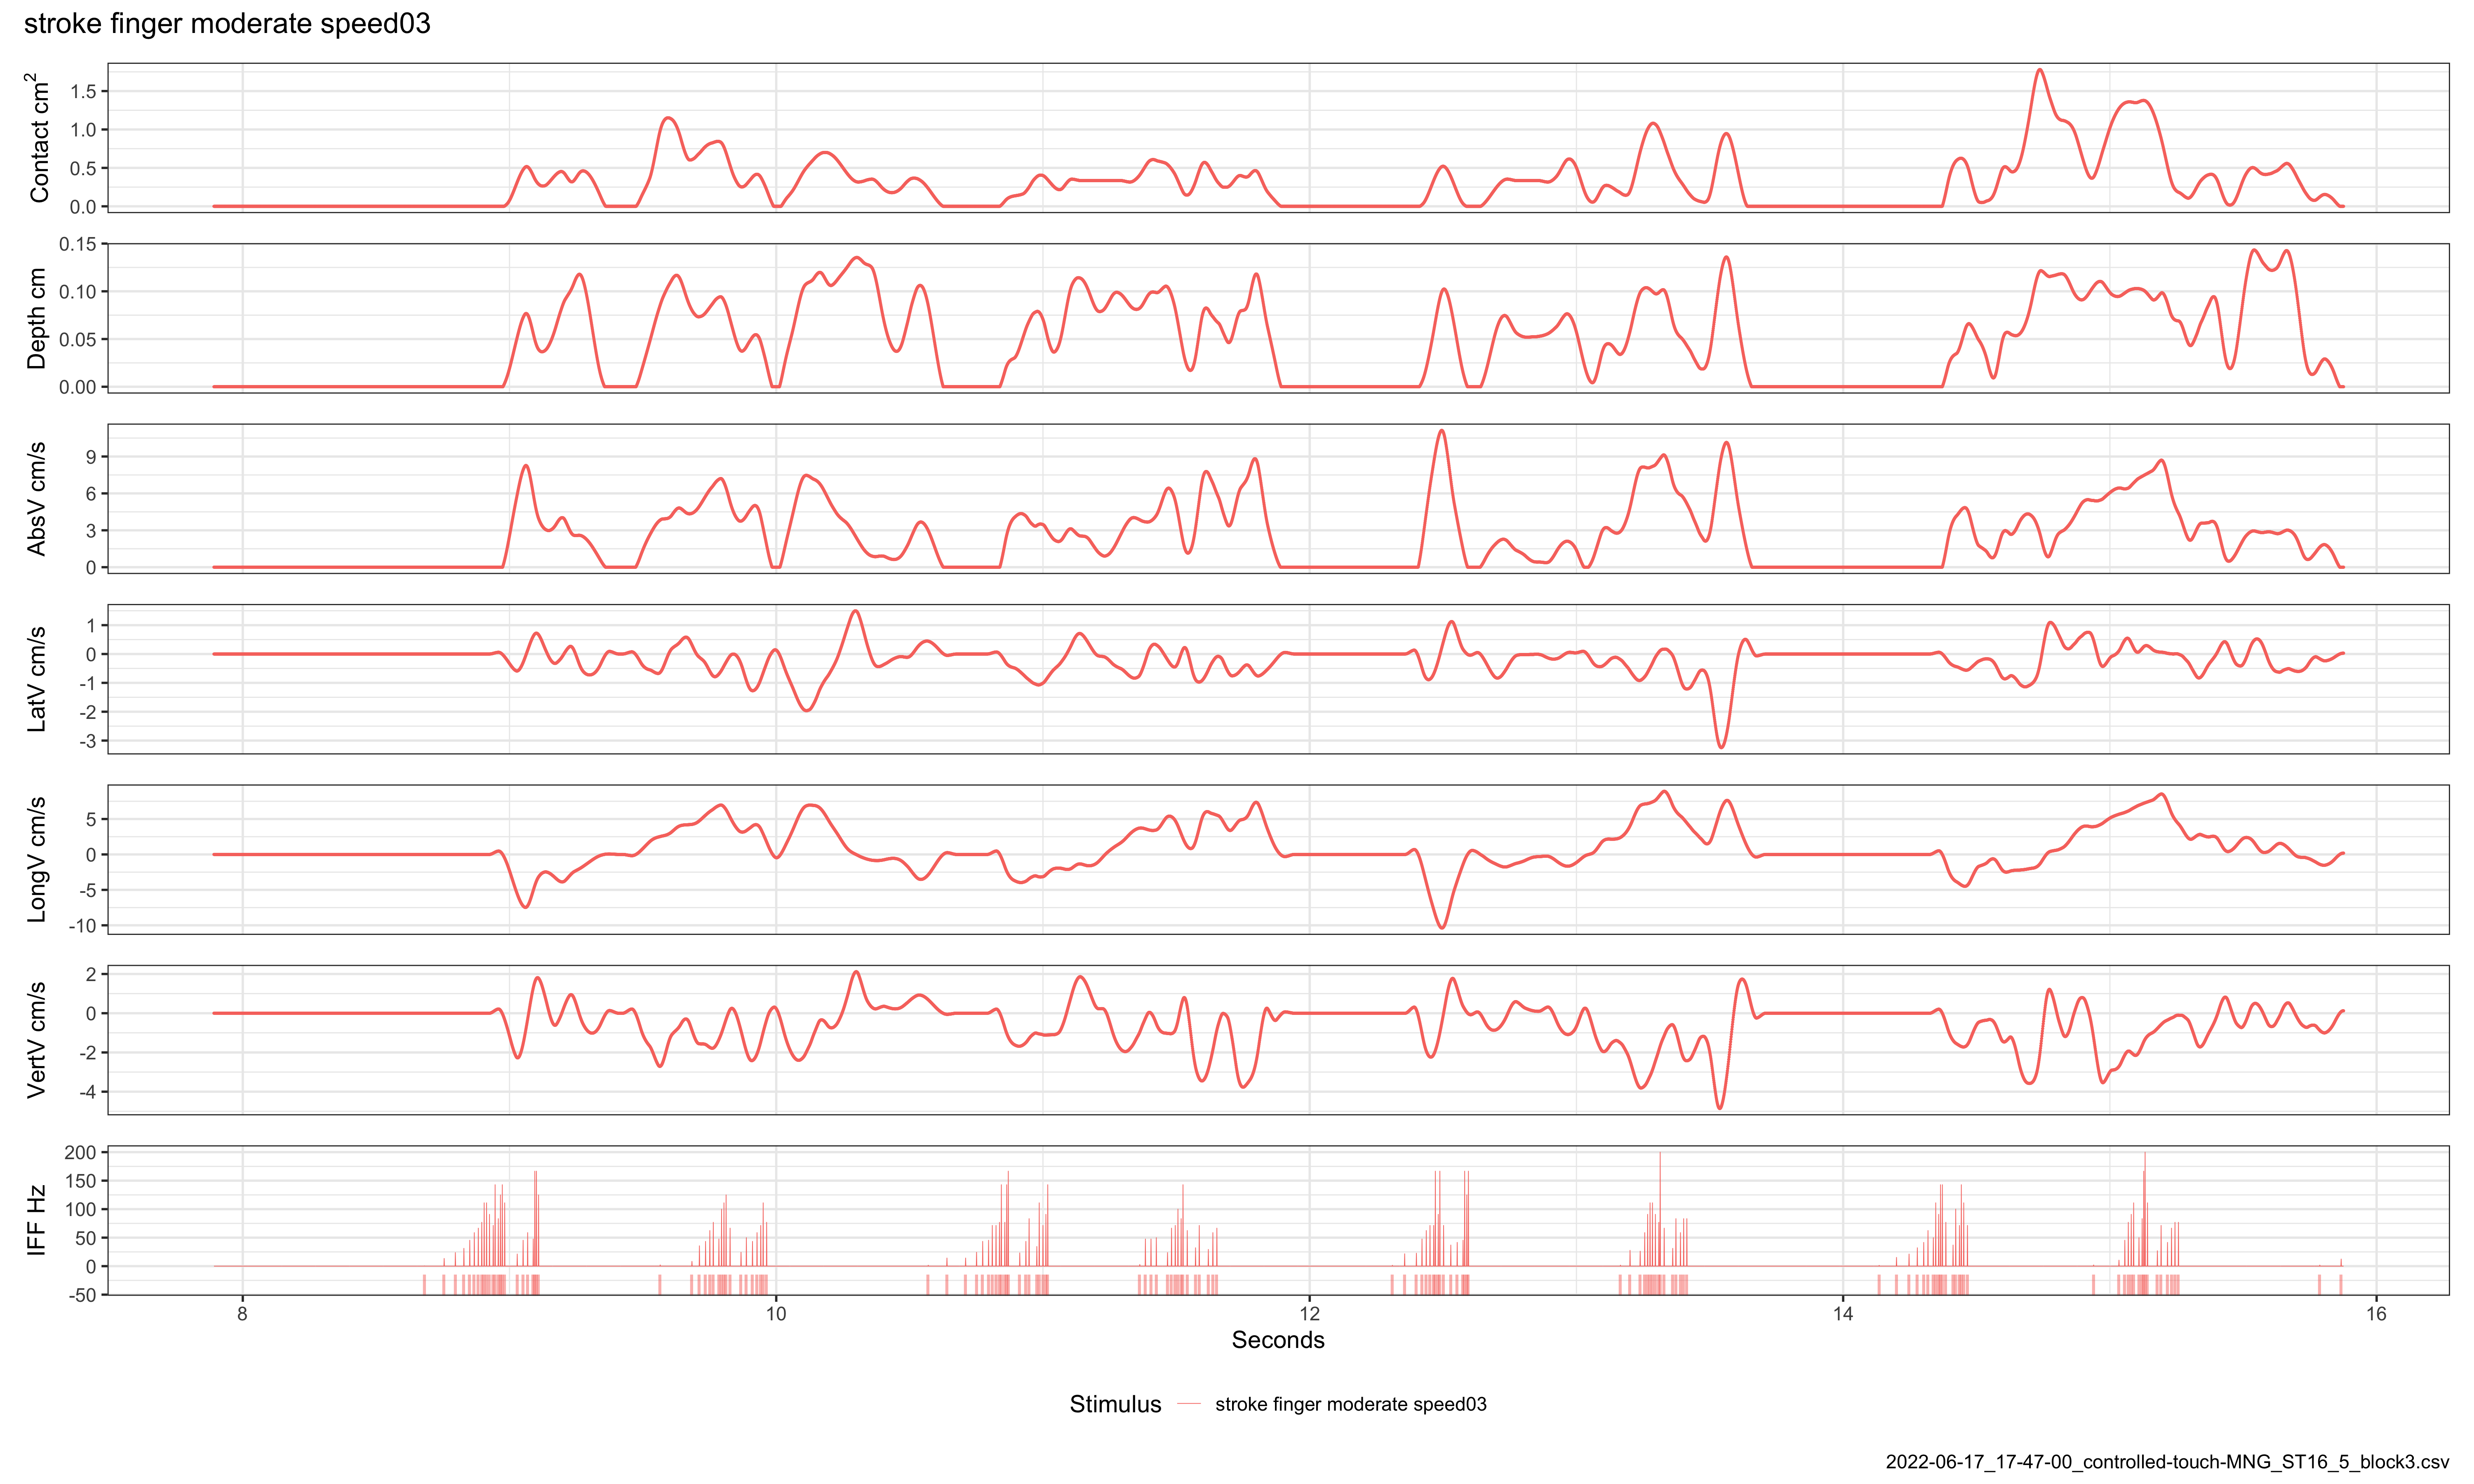 stroke finger moderate speed03
Contact cm²
1.5
1.0
0.5
0.0
Depth cm
0.15
0.10
0.05
0.00
AbsV cm/s
9
6
3
0
LatV cm/s
1
0
-1
-2
-3
LongV cm/s
5
0
-5
-10
VertV cm/s
2
0
-2
-4
IFF Hz
200
150
100
50
0
-50
8 10 12 14 16
Seconds
Stimulus stroke finger moderate speed03
2022-06-17_17-47-00_controlled-touch-MNG_ST16_5_block3.csv